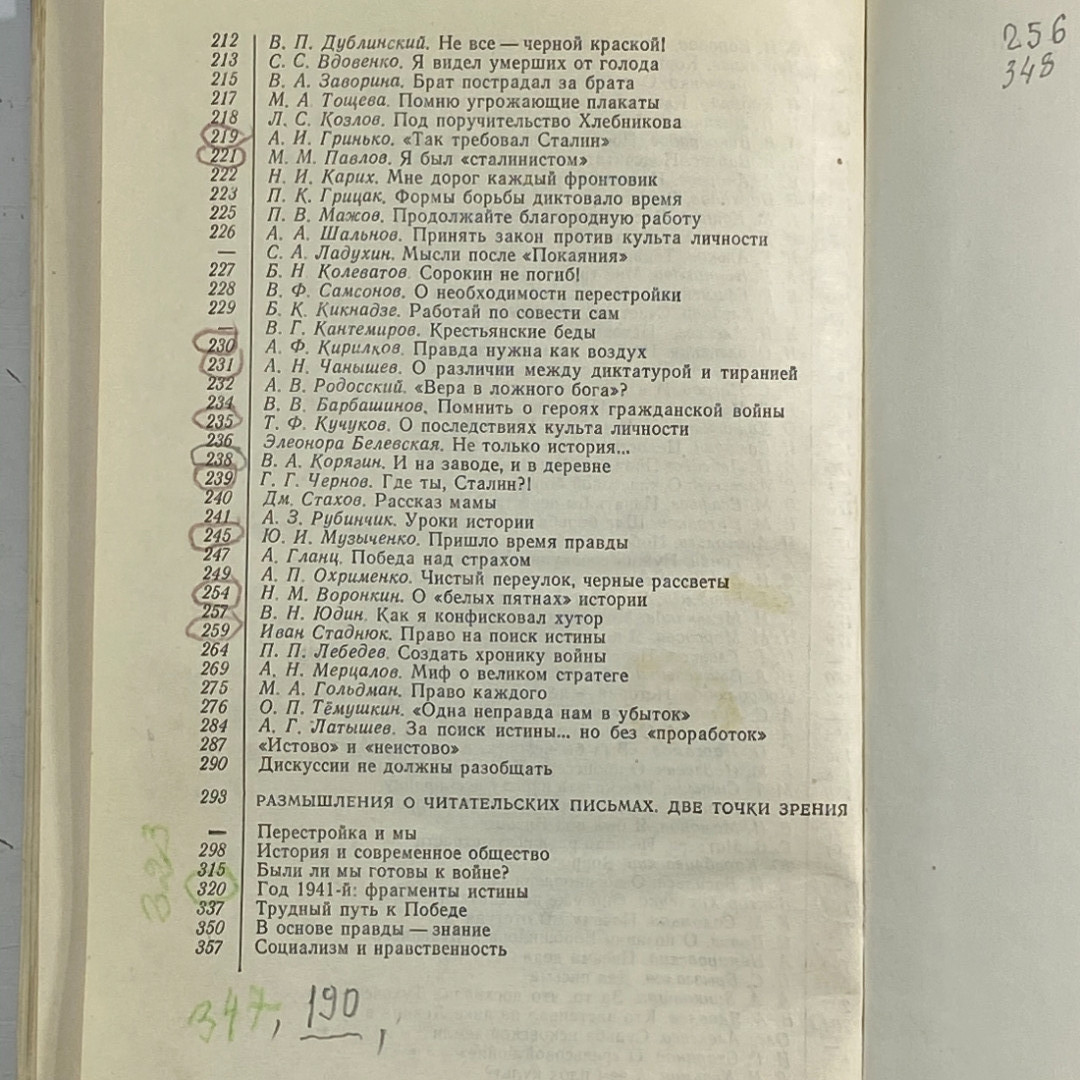 256
348
212 В. П. Дублинский. Не все — черной краской!
213 С. С. Вдовенко. Я видел умерших от голода
215 В. А. Заворина. Брат пострадал за брата
217 М. А Тощева. Помню угрожающие плакаты
218 Л. С. Козлов. Под поручительство Хлебникова
219 А. И. Гринько. «Так требовал Сталин»
221 М. М. Павлов. Я был «сталинистом»
222 Н. И. Карих. Мне дорог каждый фронтовик
223 П. К. Грицак. Формы борьбы диктовало время
225 П. В. Мажов. Продолжайте благородную работу
226 А. А. Шальнов. Принять закон против культа личности
— С. А. Ладухин. Мысли после «Покаяния»
227 Б. Н Колеватов. Сорокин не погиб!
228 В. Ф. Самсонов. О необходимости перестройки
229 Б. К. Кикнадзе. Работай по совести сам
— В. Г. Кантемиров. Крестьянские беды
230 А. Ф. Кирилков. Правда нужна как воздух
231 А. Н. Чанышев. О различии между диктатурой и тиранией
232 А. В. Родосский. «Вера в ложного бога»?
234 В. В. Барбашинов. Помнить о героях гражданской войны
235 Т. Ф. Кучуков. О последствиях культа личности
236 Элеонора Белевская. Не только история...
238 В. А. Корягин. И на заводе, и в деревне
239 Г. Г. Чернов. Где ты, Сталин?!
240 Дм. Стахов. Рассказ мамы
241 А. З. Рубинчик. Уроки истории
245 Ю. И. Музыченко. Пришло время правды
247 А. Гланц. Победа над страхом
249 А. П. Охрименко. Чистый переулок, черные рассветы
254 Н. М. Воронкин. О «белых пятнах» истории
257 В. Н. Юдин. Как я конфисковал хутор
259 Иван Стаднюк. Право на поиск истины
264 П. П. Лебедев. Создать хронику войны
269 А. Н. Мерцалов. Миф о великом стратеге
275 М. А. Гольдман. Право каждого
276 О. П. Тёмушкин. «Одна неправда нам в убыток»
284 А. Г. Латышев. За поиск истины... но без «проработок»
287 «Истово» и «неистово»
290 Дискуссии не должны разобщать
293 РАЗМЫШЛЕНИЯ О ЧИТАТЕЛЬСКИХ ПИСЬМАХ. ДВЕ ТОЧКИ ЗРЕНИЯ
— Перестройка и мы
298 История и современное общество
315 Были ли мы готовы к войне?
320 Год 1941-й: фрагменты истины
337 Трудный путь к Победе
350 В основе правды — знание
357 Социализм и нравственность
323
347, 190,